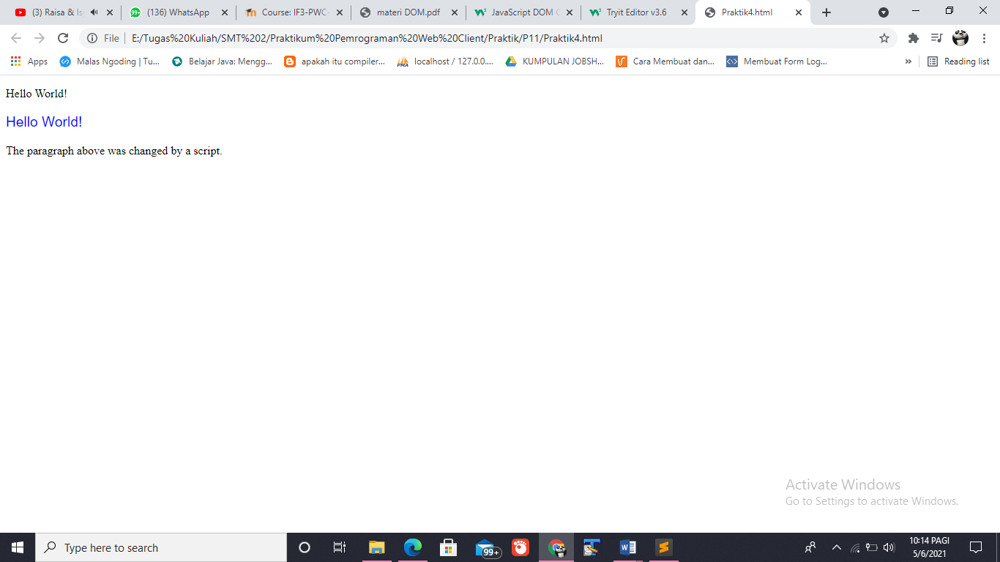 (3) Raisa & Is
(136) WhatsApp
Course: IF3-PWC-
materi DOM.pdf
JavaScript DOM C
Tryit Editor v3.6
Praktik4.html
File
E:/Tugas%20Kuliah/SMT%202/Praktikum%20Pemrograman%20Web%20Client/Praktik/P11/Praktik4.html
Apps
Malas Ngoding | Tu...
Belajar Java: Mengg...
apakah itu compiler...
PMA
localhost / 127.0.0....
KUMPULAN JOBSH...
Cara Membuat dan...
Membuat Form Log...
»
Reading list
Hello World!
Hello World!
The paragraph above was changed by a script.
Activate Windows
Go to Settings to activate Windows.
Type here to search
99+
10:14 PAGI
5/6/2021